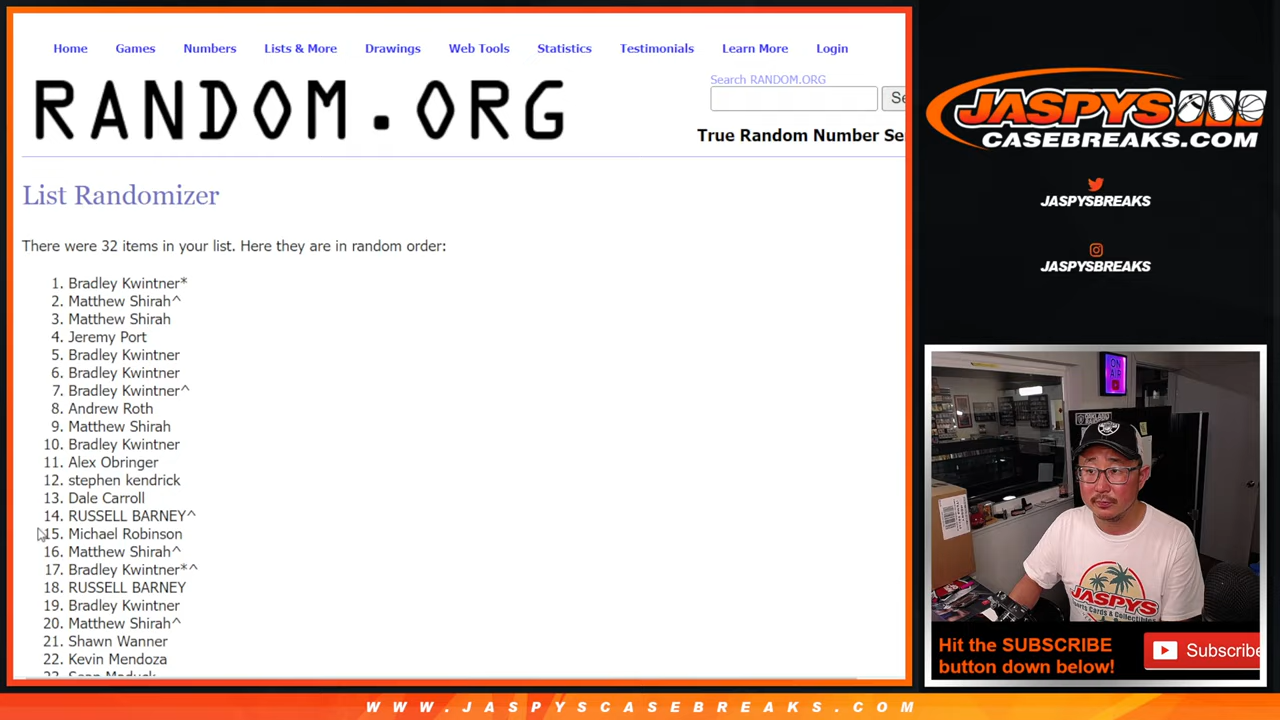 Home Games Numbers Lists & More Drawings Web Tools Statistics Testimonials Learn More Login
Search RANDOM.ORG
RANDOM.ORG
True Random Number Se
List Randomizer
There were 32 items in your list. Here they are in random order:
1. Bradley Kwintner*
2. Matthew Shirah^
3. Matthew Shirah
4. Jeremy Port
5. Bradley Kwintner
6. Bradley Kwintner
7. Bradley Kwintner^
8. Andrew Roth
9. Matthew Shirah
10. Bradley Kwintner
11. Alex Obringer
12. stephen kendrick
13. Dale Carroll
14. RUSSELL BARNEY^
15. Michael Robinson
16. Matthew Shirah^
17. Bradley Kwintner*^
18. RUSSELL BARNEY
19. Bradley Kwintner
20. Matthew Shirah^
21. Shawn Wanner
22. Kevin Mendoza
JASPYS
CASEBREAKS.COM
JASPYSBREAKS
JASPYSBREAKS
ON
AIR
JASPYS
Hit the SUBSCRIBE
button down below!
Subscribe
WWW.JASPYSCASEBREAKS.COM